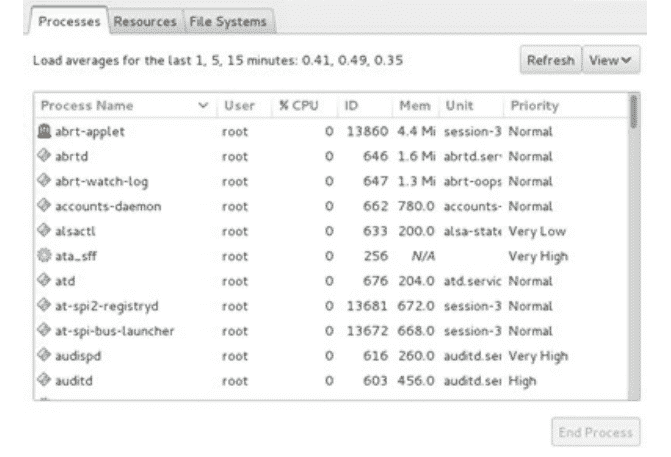 Processes Resources File Systems
Load averages for the last 1, 5, 15 minutes: 0.41, 0.49, 0.35 Refresh View
Process Name User % CPU ID Mem Unit Priority
abrt-applet root 0 13860 4.4 Mi session-3 Normal
abrtd root 0 646 1.6 Mi abrtd.ser Normal
abrt-watch-log root 0 647 1.3 Mi abrt-oops Normal
accounts-daemon root 0 662 780.0 accounts- Normal
alsactl root 0 633 200.0 alsa-state Very Low
ata_sff root 0 256 N/A Very High
atd root 0 676 204.0 atd.servic Normal
at-spi2-registryd root 0 13681 672.0 session-3 Normal
at-spi-bus-launcher root 0 13672 668.0 session-3 Normal
audispd root 0 616 260.0 auditd.sei Very High
auditd root 0 603 456.0 auditd.sei High
End Process